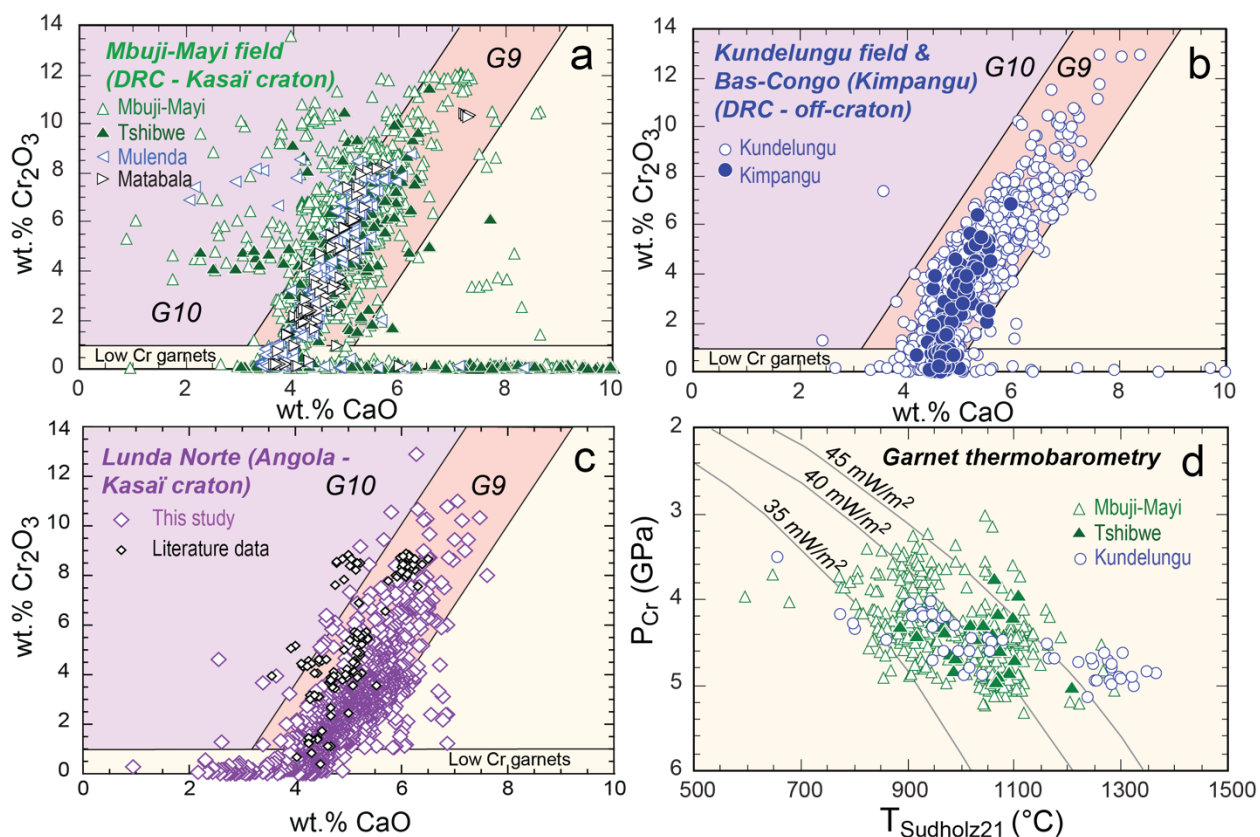 a
Mbuji-Mayi field
(DRC - Kasaï craton)
G9
Mbuji-Mayi
Tshibwe
Mulenda
Matabala
G10
Low Cr garnets
14
12
10
8
6
4
2
0
wt.% Cr₂O₃
0 2 4 6 8 10
wt.% CaO
b
Kundelungu field &
Bas-Congo (Kimpangu)
(DRC - off-craton)
G10 G9
Kundelungu
Kimpangu
Low Cr garnets
14
12
10
8
6
4
2
0
wt.% Cr₂O₃
0 2 4 6 8 10
wt.% CaO
c
Lunda Norte (Angola -
Kasaï craton)
G10 G9
This study
Literature data
Low Cr garnets
14
12
10
8
6
4
2
0
wt.% Cr₂O₃
0 2 4 6 8 10
wt.% CaO
d
Garnet thermobarometry
45 mW/m²
40 mW/m²
35 mW/m²
Mbuji-Mayi
Tshibwe
Kundelungu
2
3
4
5
6
P_Cr (GPa)
500 700 900 1100 1300 1500
T_Sudholz21 (°C)